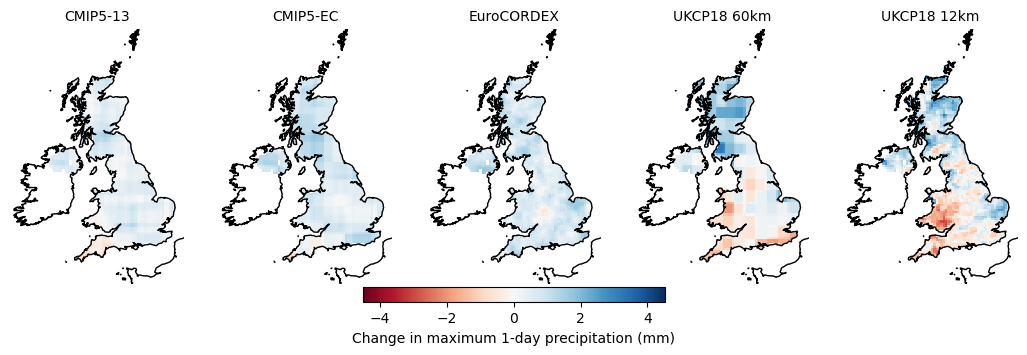 CMIP5-13 CMIP5-EC EuroCORDEX UKCP18 60km UKCP18 12km
−4 −2 0 2 4
Change in maximum 1-day precipitation (mm)